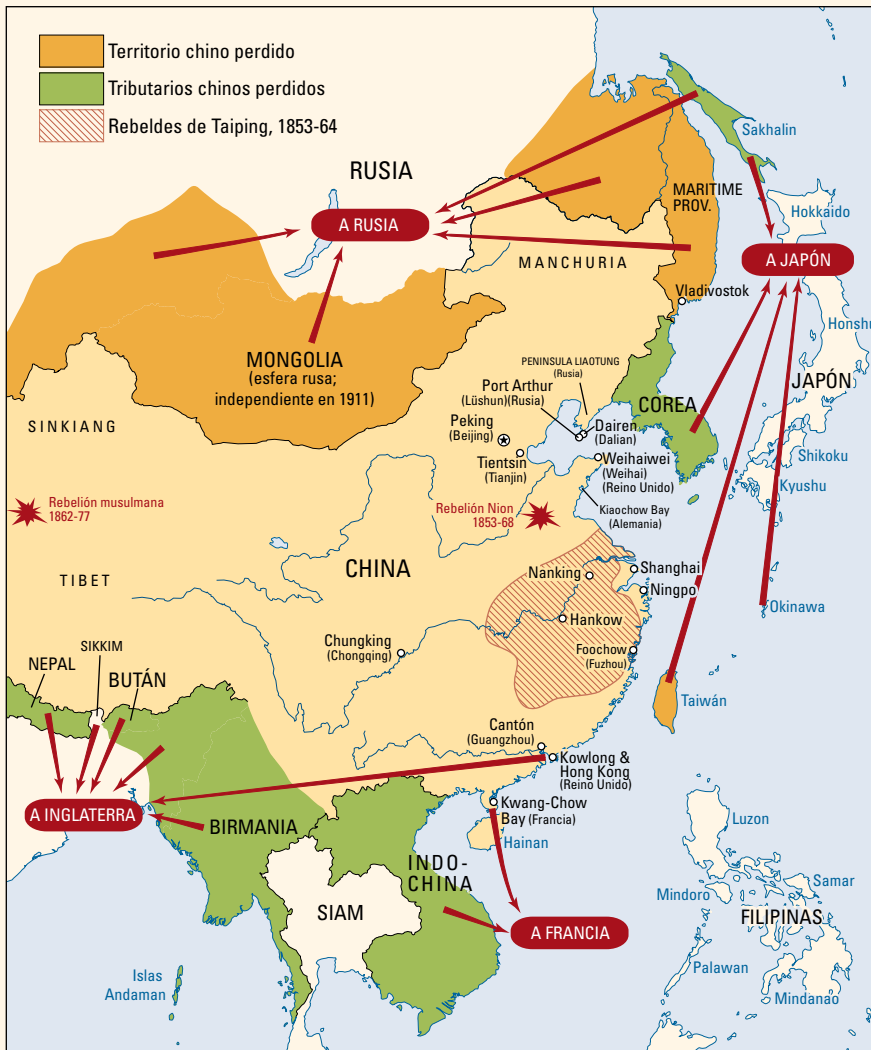 Territorio chino perdido
Tributarios chinos perdidos
Rebeldes de Taiping, 1853-64
RUSIA
Sakhalin
A RUSIA
MARITIME
PROV.
Hokkaido
A JAPÓN
MANCHURIA
Vladivostok
Honshu
MONGOLIA
(esfera rusa;
independiente en 1911)
PENINSULA LIAOTUNG
(Rusia)
Port Arthur
(Lüshun)(Rusia)
JAPÓN
COREA
SINKIANG
Peking
(Beijing)
Dairen
(Dalian)
Tientsin
(Tianjin)
Weihaiwei
(Weihai)
(Reino Unido)
Shikoku
Kyushu
Rebelión musulmana
1862-77
Rebelión Nion
1853-68
Kiaochow Bay
(Alemania)
CHINA
TIBET
Nanking
Shanghai
Ningpo
Okinawa
Hankow
Chungking
(Chongqing)
Foochow
(Fuzhou)
NEPAL
SIKKIM
BUTÁN
Taiwán
Cantón
(Guangzhou)
Kowlong &
Hong Kong
(Reino Unido)
A INGLATERRA
BIRMANIA
Kwang-Chow
Bay (Francia)
Hainan
Luzon
INDO-
CHINA
SIAM
Mindoro
Samar
FILIPINAS
A FRANCIA
Islas
Andaman
Palawan
Mindanao